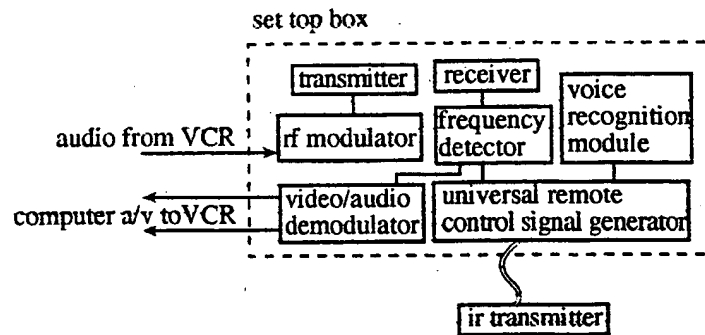 set top box
transmitter
receiver
voice
recognition
module
audio from VCR
rf modulator
frequency
detector
computer a/v toVCR
video/audio
demodulator
universal remote
control signal generator
ir transmitter